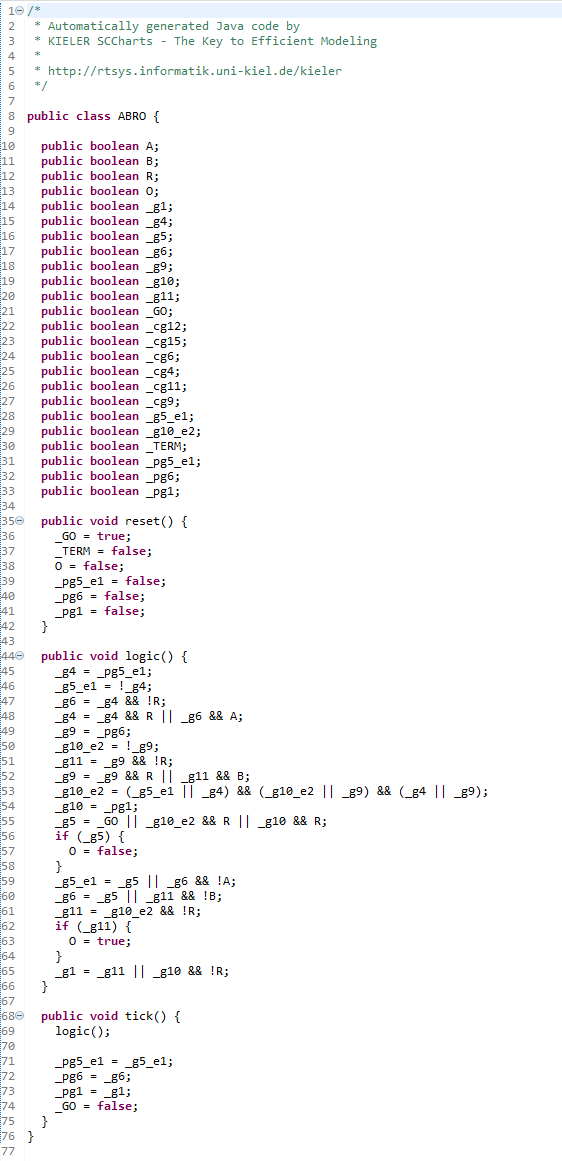 1 /*
2  * Automatically generated Java code by
3  * KIELER SCCharts - The Key to Efficient Modeling
4  *
5  * http://rtsys.informatik.uni-kiel.de/kieler
6  */
7
8 public class ABRO {
9
10   public boolean A;
11   public boolean B;
12   public boolean R;
13   public boolean O;
14   public boolean _g1;
15   public boolean _g4;
16   public boolean _g5;
17   public boolean _g6;
18   public boolean _g9;
19   public boolean _g10;
20   public boolean _g11;
21   public boolean _GO;
22   public boolean _cg12;
23   public boolean _cg15;
24   public boolean _cg6;
25   public boolean _cg4;
26   public boolean _cg11;
27   public boolean _cg9;
28   public boolean _g5_e1;
29   public boolean _g10_e2;
30   public boolean _TERM;
31   public boolean _pg5_e1;
32   public boolean _pg6;
33   public boolean _pg1;
34
35   public void reset() {
36     _GO = true;
37     _TERM = false;
38     O = false;
39     _pg5_e1 = false;
40     _pg6 = false;
41     _pg1 = false;
42   }
43
44   public void logic() {
45     _g4 = _pg5_e1;
46     _g5_e1 = !_g4;
47     _g6 = _g4 && !R;
48     _g4 = _g4 && R || _g6 && A;
49     _g9 = _pg6;
50     _g10_e2 = !_g9;
51     _g11 = _g9 && !R;
52     _g9 = _g9 && R || _g11 && B;
53     _g10_e2 = (_g5_e1 || _g4) && (_g10_e2 || _g9) && (_g4 || _g9);
54     _g10 = _pg1;
55     _g5 = _GO || _g10_e2 && R || _g10 && R;
56     if (_g5) {
57       O = false;
58     }
59     _g5_e1 = _g5 || _g6 && !A;
60     _g6 = _g5 || _g11 && !B;
61     _g11 = _g10_e2 && !R;
62     if (_g11) {
63       O = true;
64     }
65     _g1 = _g11 || _g10 && !R;
66   }
67
68   public void tick() {
69     logic();
70
71     _pg5_e1 = _g5_e1;
72     _pg6 = _g6;
73     _pg1 = _g1;
74     _GO = false;
75   }
76 }
77